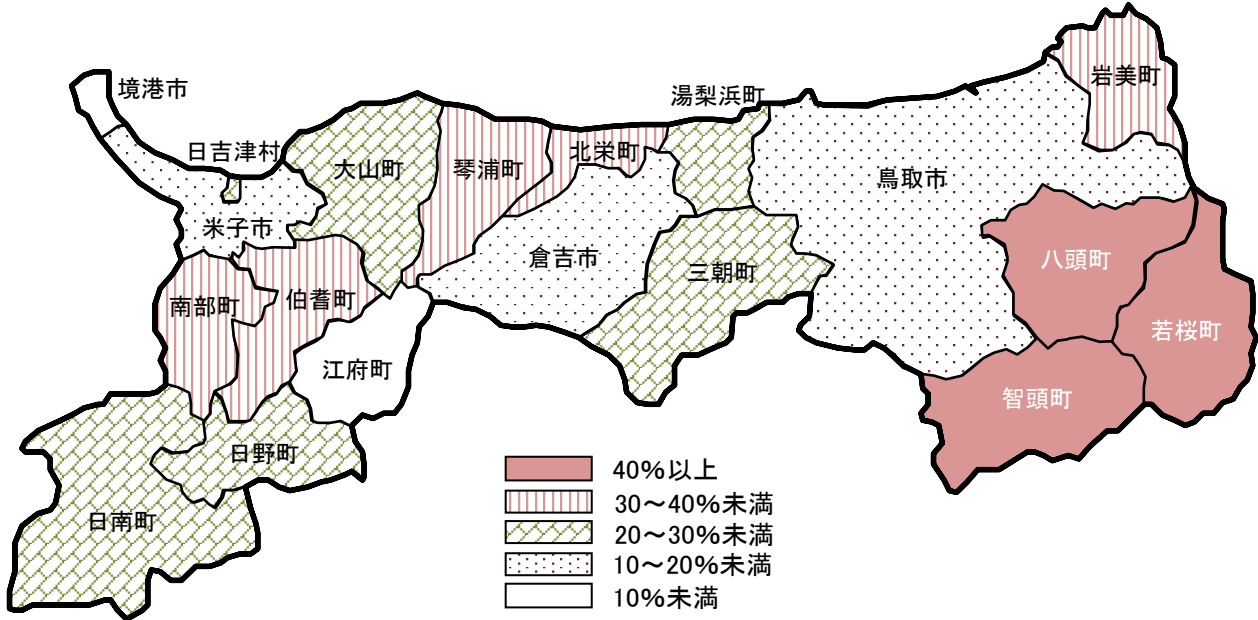 岩美町
境港市
湯梨浜町
日吉津村
北栄町
大山町
琴浦町
鳥取市
米子市
倉吉市
八頭町
三朝町
南部町
伯耆町
若桜町
江府町
智頭町
日野町
日南町
40%以上
30～40%未満
20～30%未満
10～20%未満
10%未満